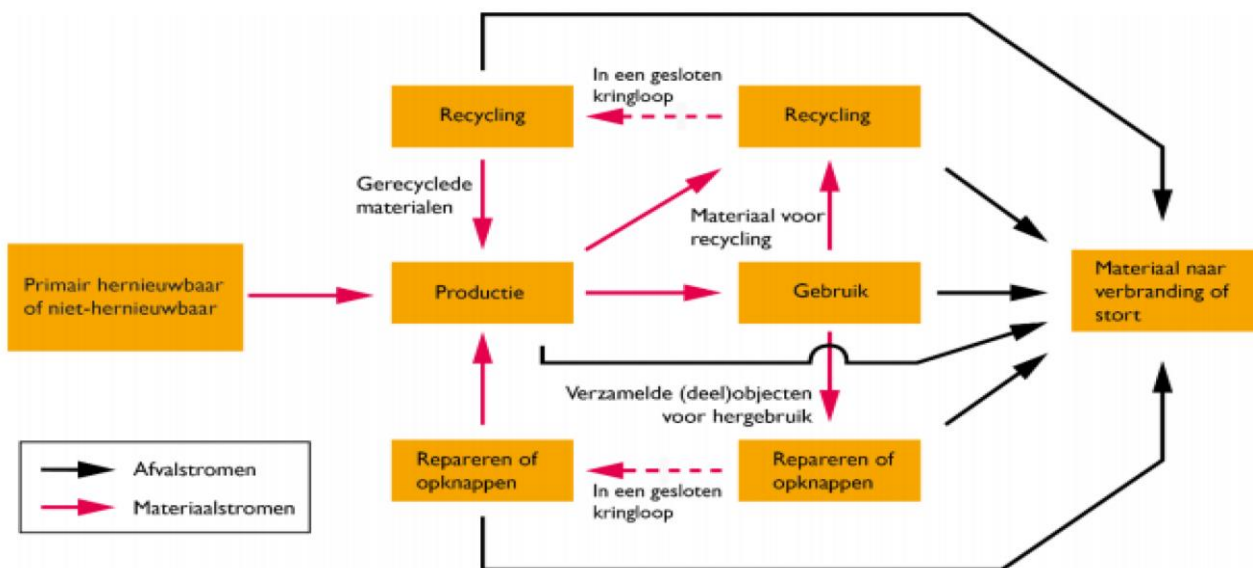 In een gesloten
kringloop
Recycling
Recycling
Gerecyclede
materialen
Materiaal voor
recycling
Primair hernieuwbaar
of niet-hernieuwbaar
Productie
Gebruik
Materiaal naar
verbranding of
stort
Verzamelde (deel)objecten
voor hergebruik
Afvalstromen
Materiaalstromen
Repareren of
opknappen
In een gesloten
kringloop
Repareren of
opknappen